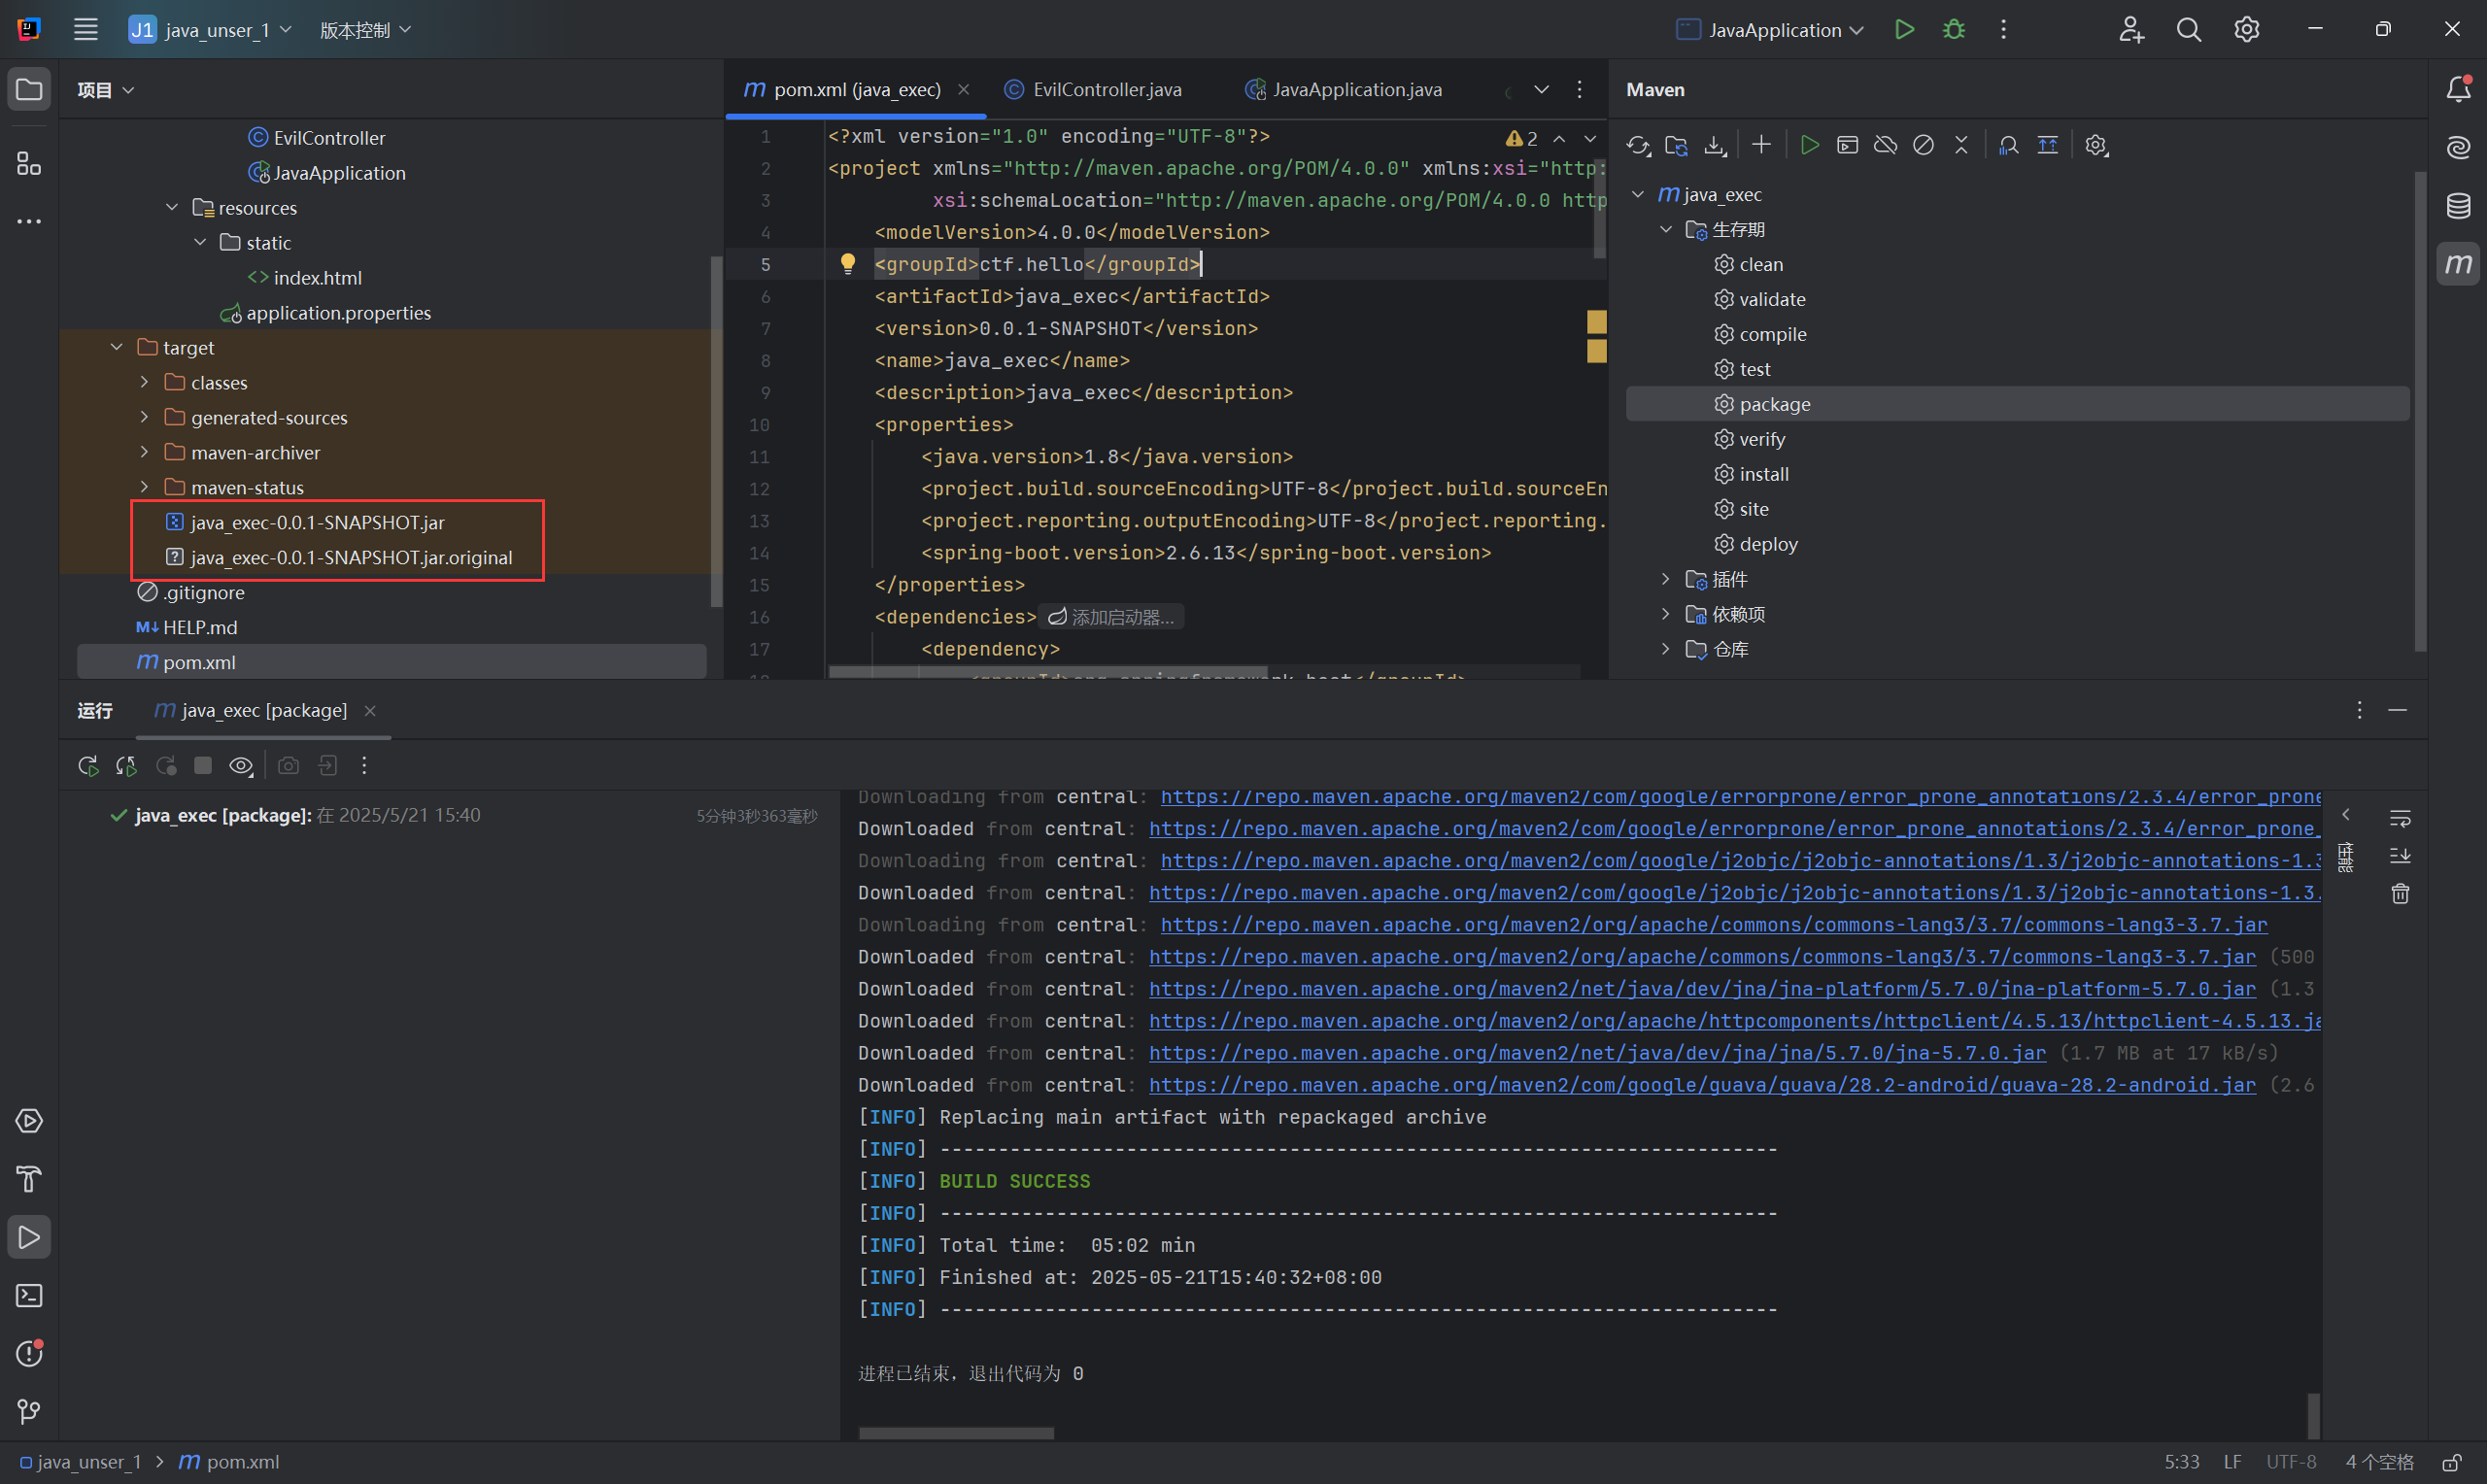 J1 java_unser_1 版本控制 JavaApplication
项目
EvilController
JavaApplication
resources
static
index.html
application.properties
target
classes
generated-sources
maven-archiver
maven-status
java_exec-0.0.1-SNAPSHOT.jar
java_exec-0.0.1-SNAPSHOT.jar.original
.gitignore
M↓ HELP.md
m pom.xml
m pom.xml (java_exec) EvilController.java JavaApplication.java
2
1 <?xml version="1.0" encoding="UTF-8"?>
2 <project xmlns="http://maven.apache.org/POM/4.0.0" xmlns:xsi="http:
3 xsi:schemaLocation="http://maven.apache.org/POM/4.0.0 http
4 <modelVersion>4.0.0</modelVersion>
5 <groupId>ctf.hello</groupId>
6 <artifactId>java_exec</artifactId>
7 <version>0.0.1-SNAPSHOT</version>
8 <name>java_exec</name>
9 <description>java_exec</description>
10 <properties>
11 <java.version>1.8</java.version>
12 <project.build.sourceEncoding>UTF-8</project.build.sourceEn
13 <project.reporting.outputEncoding>UTF-8</project.reporting.
14 <spring-boot.version>2.6.13</spring-boot.version>
15 </properties>
16 <dependencies> 添加启动器...
17 <dependency>
Maven
m java_exec
生存期
clean
validate
compile
test
package
verify
install
site
deploy
插件
依赖项
仓库
m
运行 m java_exec [package]
java_exec [package]: 在 2025/5/21 15:40 5分钟3秒363毫秒
Downloading from central: https://repo.maven.apache.org/maven2/com/google/errorprone/error_prone_annotations/2.3.4/error_prone
Downloaded from central: https://repo.maven.apache.org/maven2/com/google/errorprone/error_prone_annotations/2.3.4/error_prone_
Downloading from central: https://repo.maven.apache.org/maven2/com/google/j2objc/j2objc-annotations/1.3/j2objc-annotations-1.3
Downloaded from central: https://repo.maven.apache.org/maven2/com/google/j2objc/j2objc-annotations/1.3/j2objc-annotations-1.3.
Downloading from central: https://repo.maven.apache.org/maven2/org/apache/commons/commons-lang3/3.7/commons-lang3-3.7.jar
Downloaded from central: https://repo.maven.apache.org/maven2/org/apache/commons/commons-lang3/3.7/commons-lang3-3.7.jar (500
Downloaded from central: https://repo.maven.apache.org/maven2/net/java/dev/jna/jna-platform/5.7.0/jna-platform-5.7.0.jar (1.3
Downloaded from central: https://repo.maven.apache.org/maven2/org/apache/httpcomponents/httpclient/4.5.13/httpclient-4.5.13.ja
Downloaded from central: https://repo.maven.apache.org/maven2/net/java/dev/jna/jna/5.7.0/jna-5.7.0.jar (1.7 MB at 17 kB/s)
Downloaded from central: https://repo.maven.apache.org/maven2/com/google/guava/guava/28.2-android/guava-28.2-android.jar (2.6
[INFO] Replacing main artifact with repackaged archive
[INFO] ------------------------------------------------------------------------
[INFO] BUILD SUCCESS
[INFO] ------------------------------------------------------------------------
[INFO] Total time:  05:02 min
[INFO] Finished at: 2025-05-21T15:40:32+08:00
[INFO] ------------------------------------------------------------------------
进程已结束，退出代码为 0
java_unser_1 > m pom.xml 5:33 LF UTF-8 4 个空格